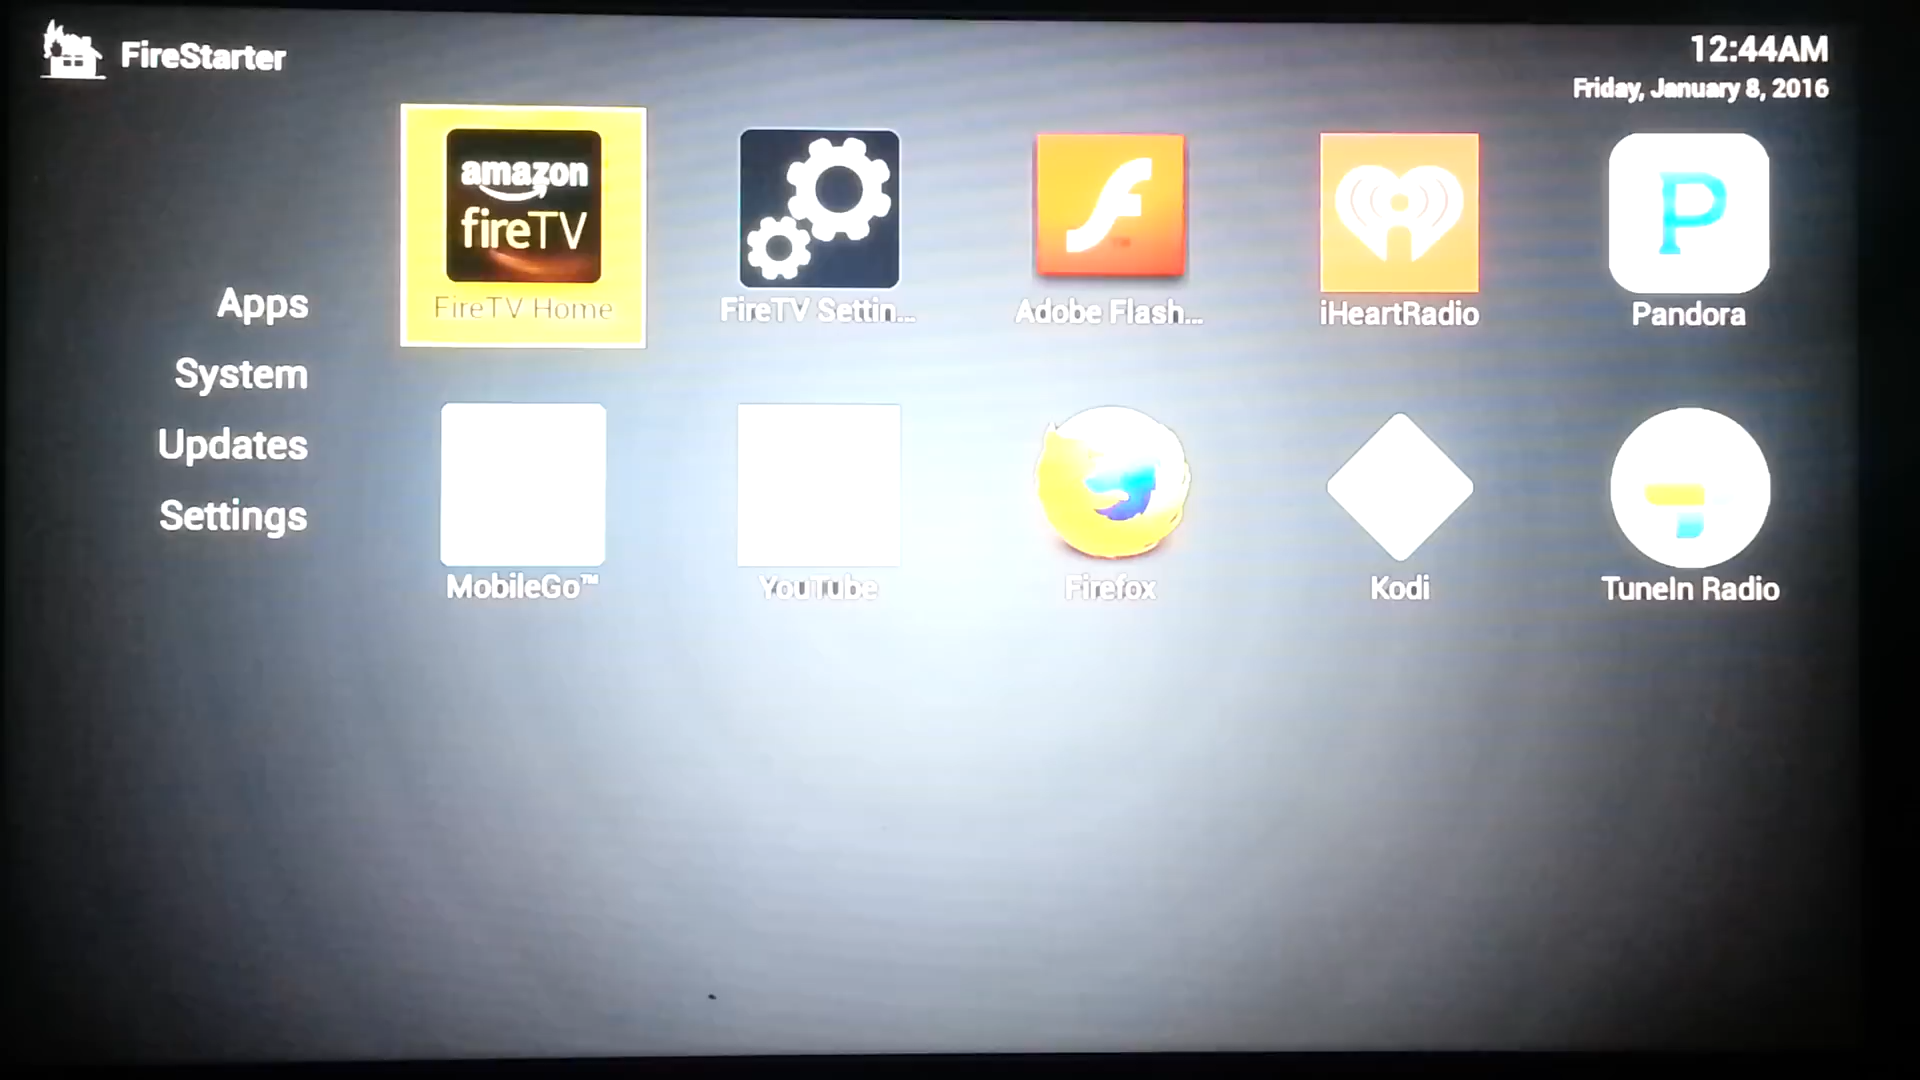 FireStarter
12:44AM
Friday, January 8, 2016
Apps
System
Updates
Settings
amazon
fireTV
FireTV Home
FireTV Settin...
Adobe Flash...
iHeartRadio
P
Pandora
MobileGo™
YouTube
Firefox
Kodi
TuneIn Radio